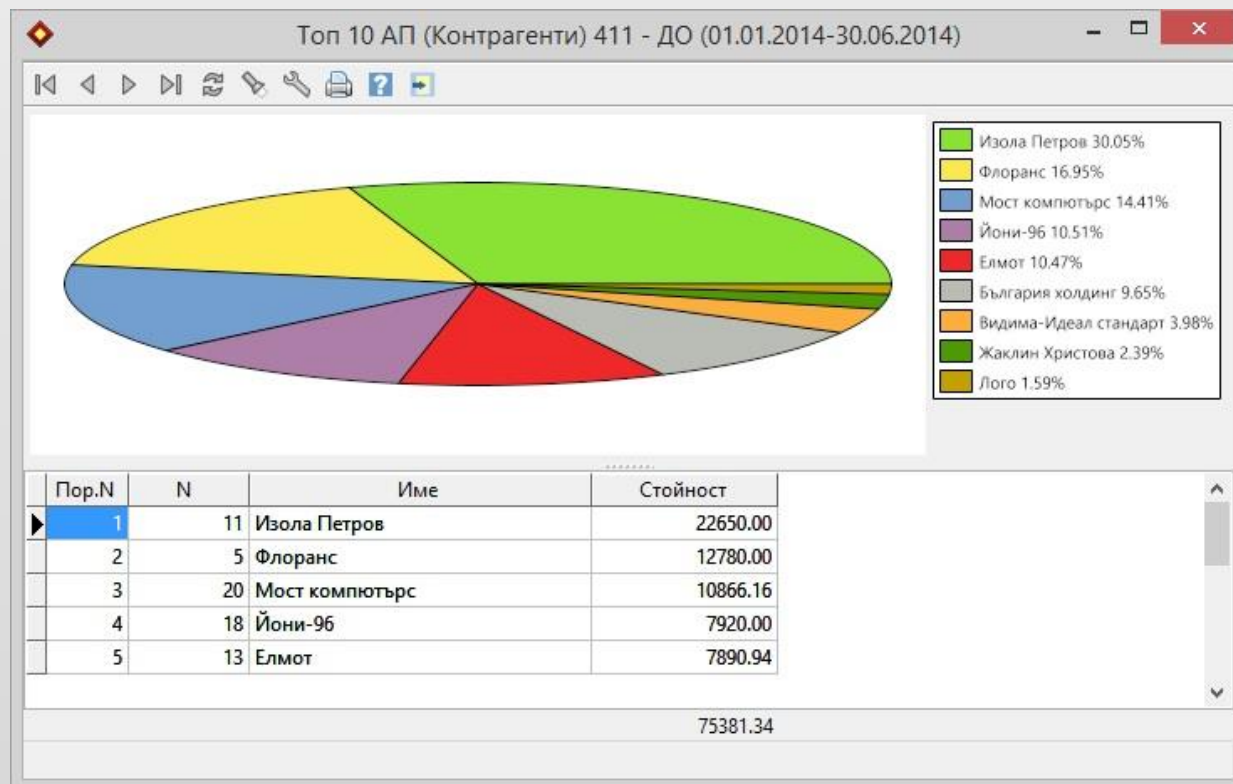 Топ 10 АП (Контрагенти) 411 - ДО (01.01.2014-30.06.2014)
Изола Петров 30.05%
Флоранс 16.95%
Мост компютърс 14.41%
Йони-96 10.51%
Елмот 10.47%
България холдинг 9.65%
Видима-Идеал стандарт 3.98%
Жаклин Христова 2.39%
Лого 1.59%
Пор.N N Име Стойност
1 11 Изола Петров 22650.00
2 5 Флоранс 12780.00
3 20 Мост компютърс 10866.16
4 18 Йони-96 7920.00
5 13 Елмот 7890.94
75381.34